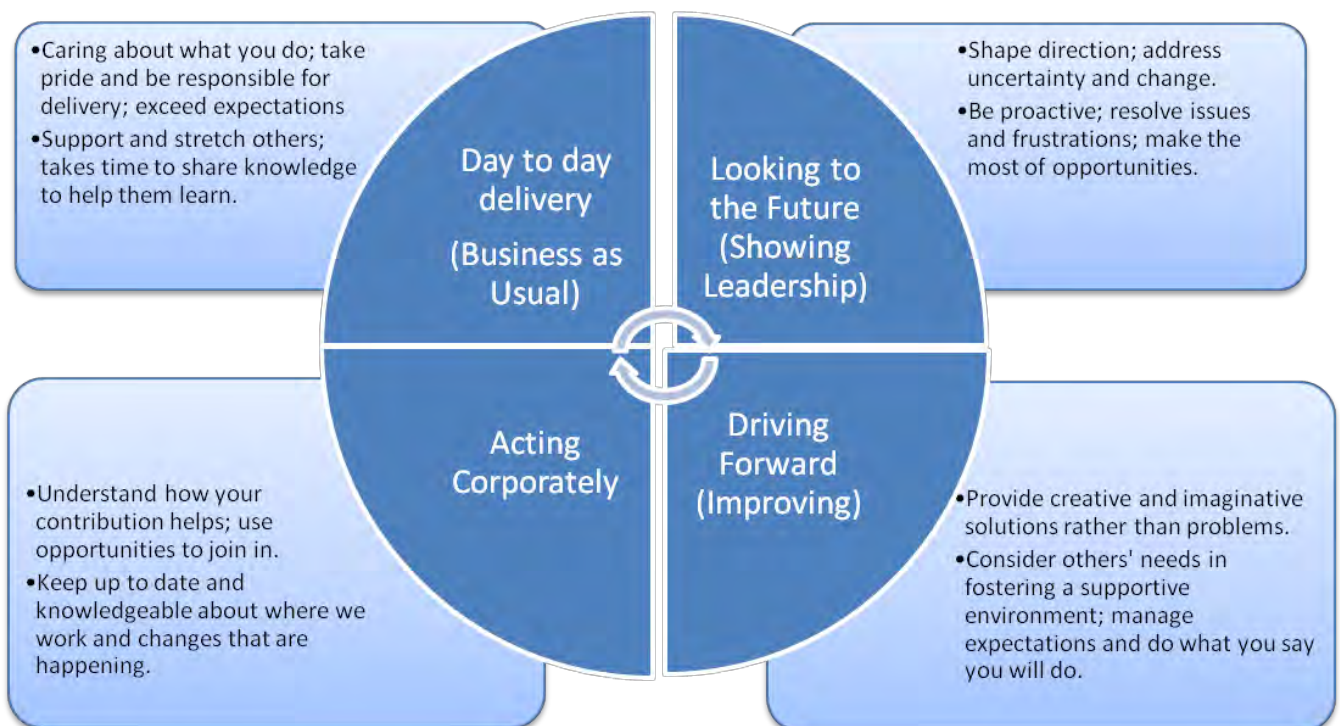 •Caring about what you do; take
pride and be responsible for
delivery; exceed expectations
•Support and stretch others;
takes time to share knowledge
to help them learn.
Day to day
delivery
(Business as
Usual)
Looking to
the Future
(Showing
Leadership)
•Shape direction; address
uncertainty and change.
•Be proactive; resolve issues
and frustrations; make the
most of opportunities.
•Understand how your
contribution helps; use
opportunities to join in.
•Keep up to date and
knowledgeable about where we
work and changes that are
happening.
Acting
Corporately
Driving
Forward
(Improving)
•Provide creative and imaginative
solutions rather than problems.
•Consider others' needs in
fostering a supportive
environment; manage
expectations and do what you say
you will do.